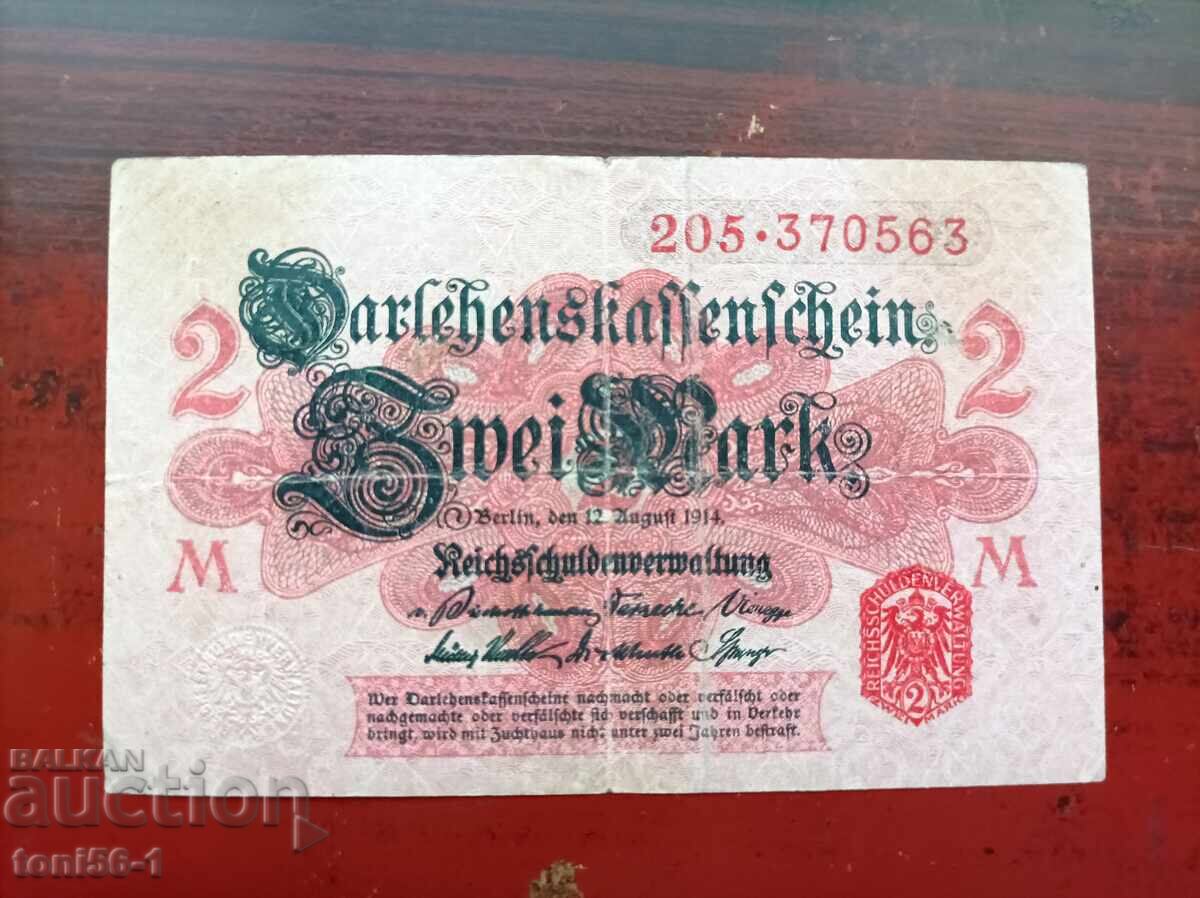 205·370563
Darlehenskassenschein
2 2
Zwei Mark
Berlin, den 12. August 1914.
Reichsschuldenverwaltung
M M
REICHSSCHULDENVERWALTUNG
2
ZWEI MARK
Wer Darlehenskassenscheine nachmacht oder verfälscht oder
nachgemachte oder verfälschte sich verschafft und in Verkehr
bringt, wird mit Zuchthaus nicht unter zwei Jahren bestraft.
BALKAN
auction
toni56-1